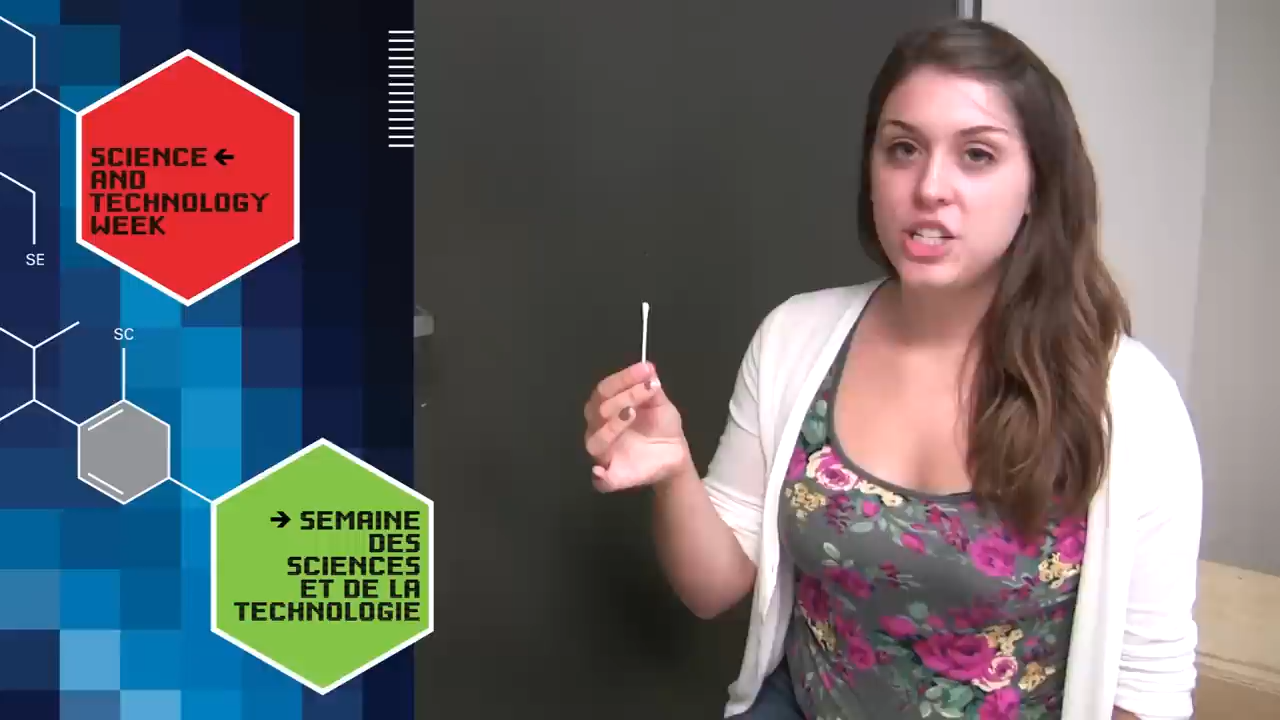 SCIENCE ←
AND
TECHNOLOGY
WEEK
SE
SC
→ SEMAINE
DES
SCIENCES
ET DE LA
TECHNOLOGIE